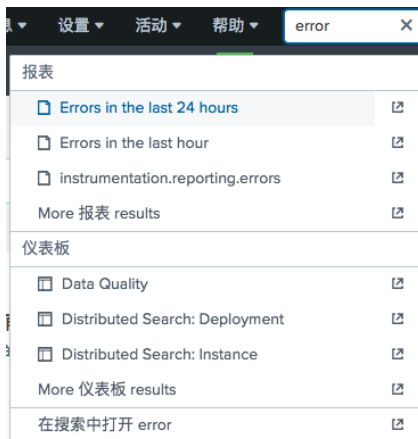 息 设置 活动 帮助 error
报表
Errors in the last 24 hours
Errors in the last hour
instrumentation.reporting.errors
More 报表 results
仪表板
Data Quality
Distributed Search: Deployment
Distributed Search: Instance
More 仪表板 results
在搜索中打开 error